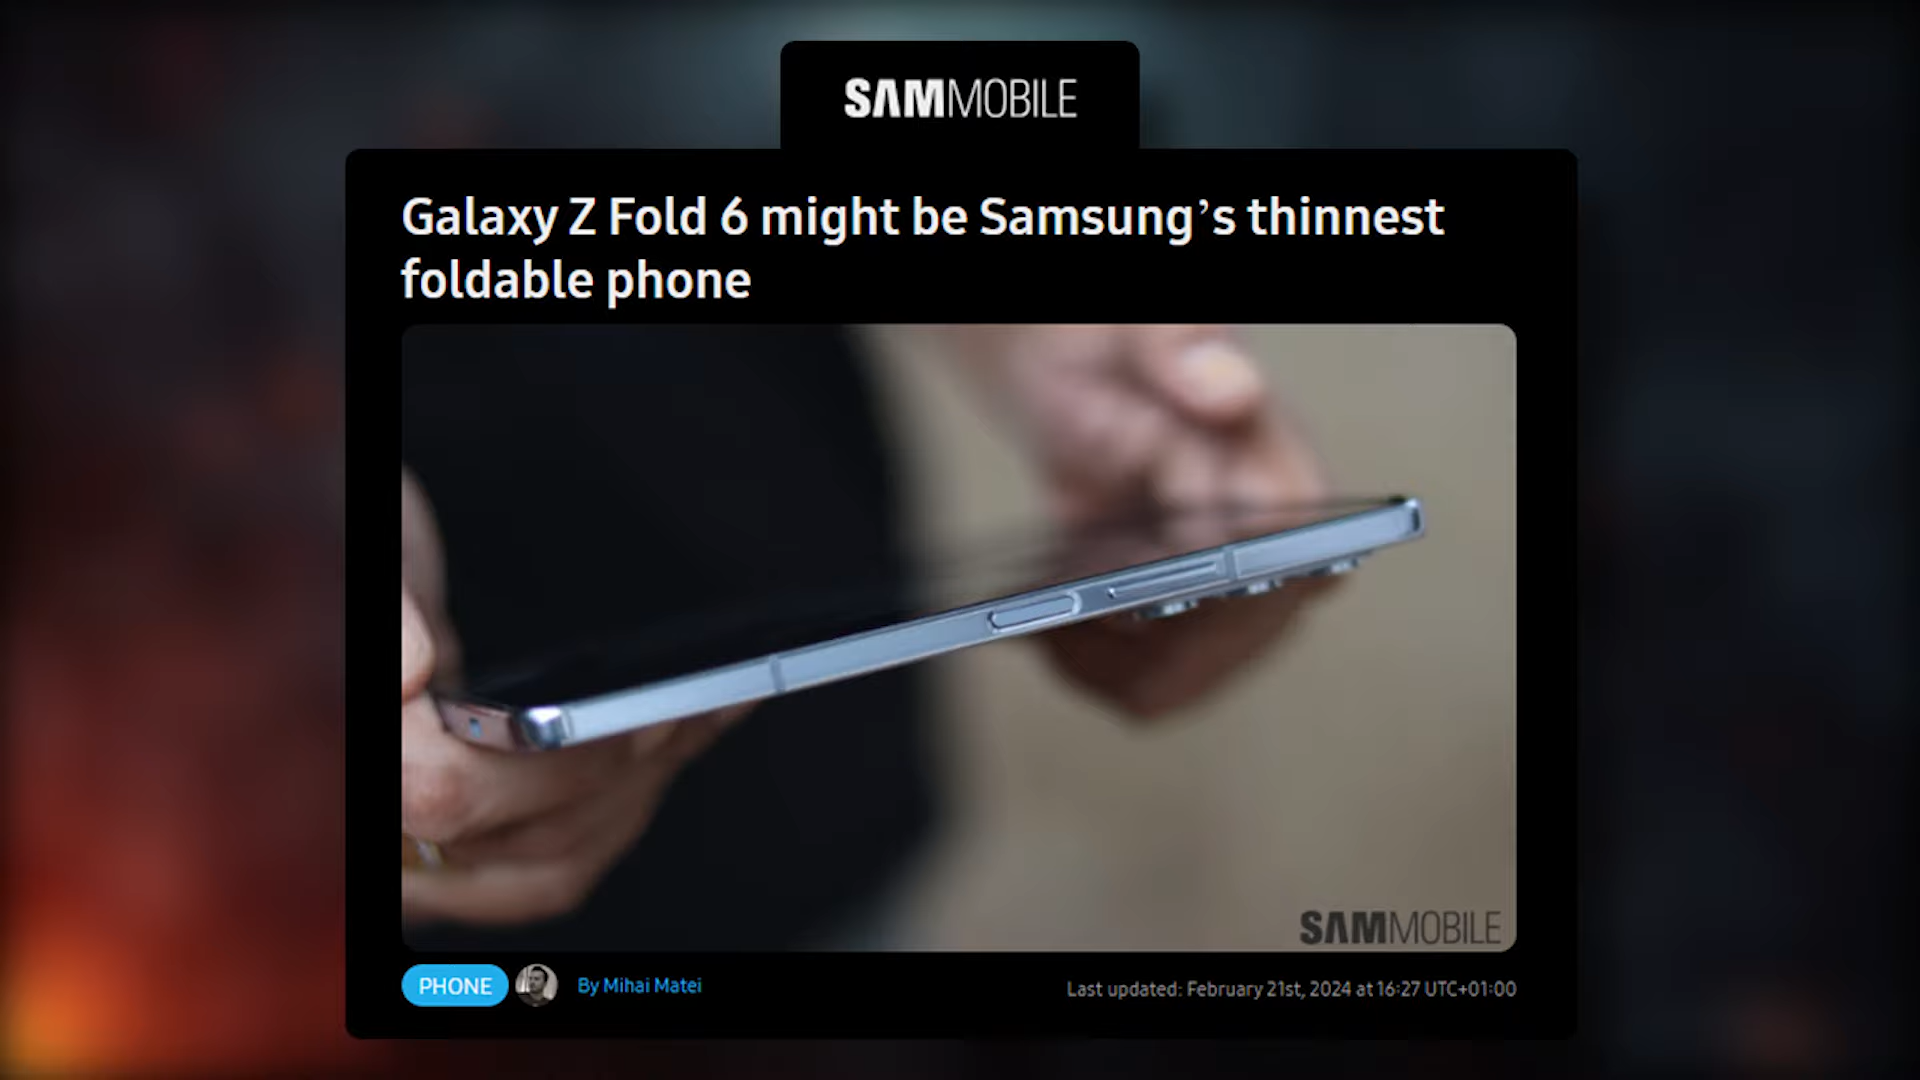 SAMMOBILE
Galaxy Z Fold 6 might be Samsung's thinnest
foldable phone
SAMMOBILE
PHONE
By Mihai Matei
Last updated: February 21st, 2024 at 16:27 UTC+01:00